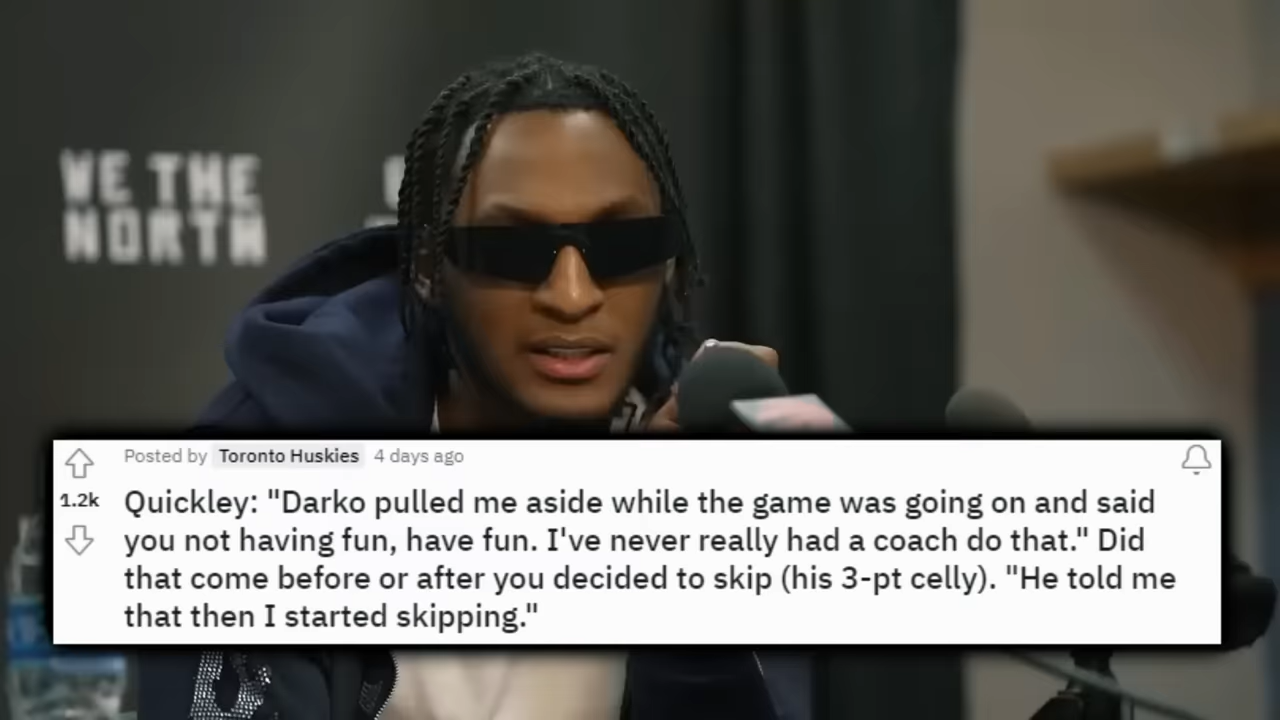 WE THE
NORTH
Posted by Toronto Huskies 4 days ago
1.2k
Quickley: "Darko pulled me aside while the game was going on and said
you not having fun, have fun. I've never really had a coach do that." Did
that come before or after you decided to skip (his 3-pt celly). "He told me
that then I started skipping."